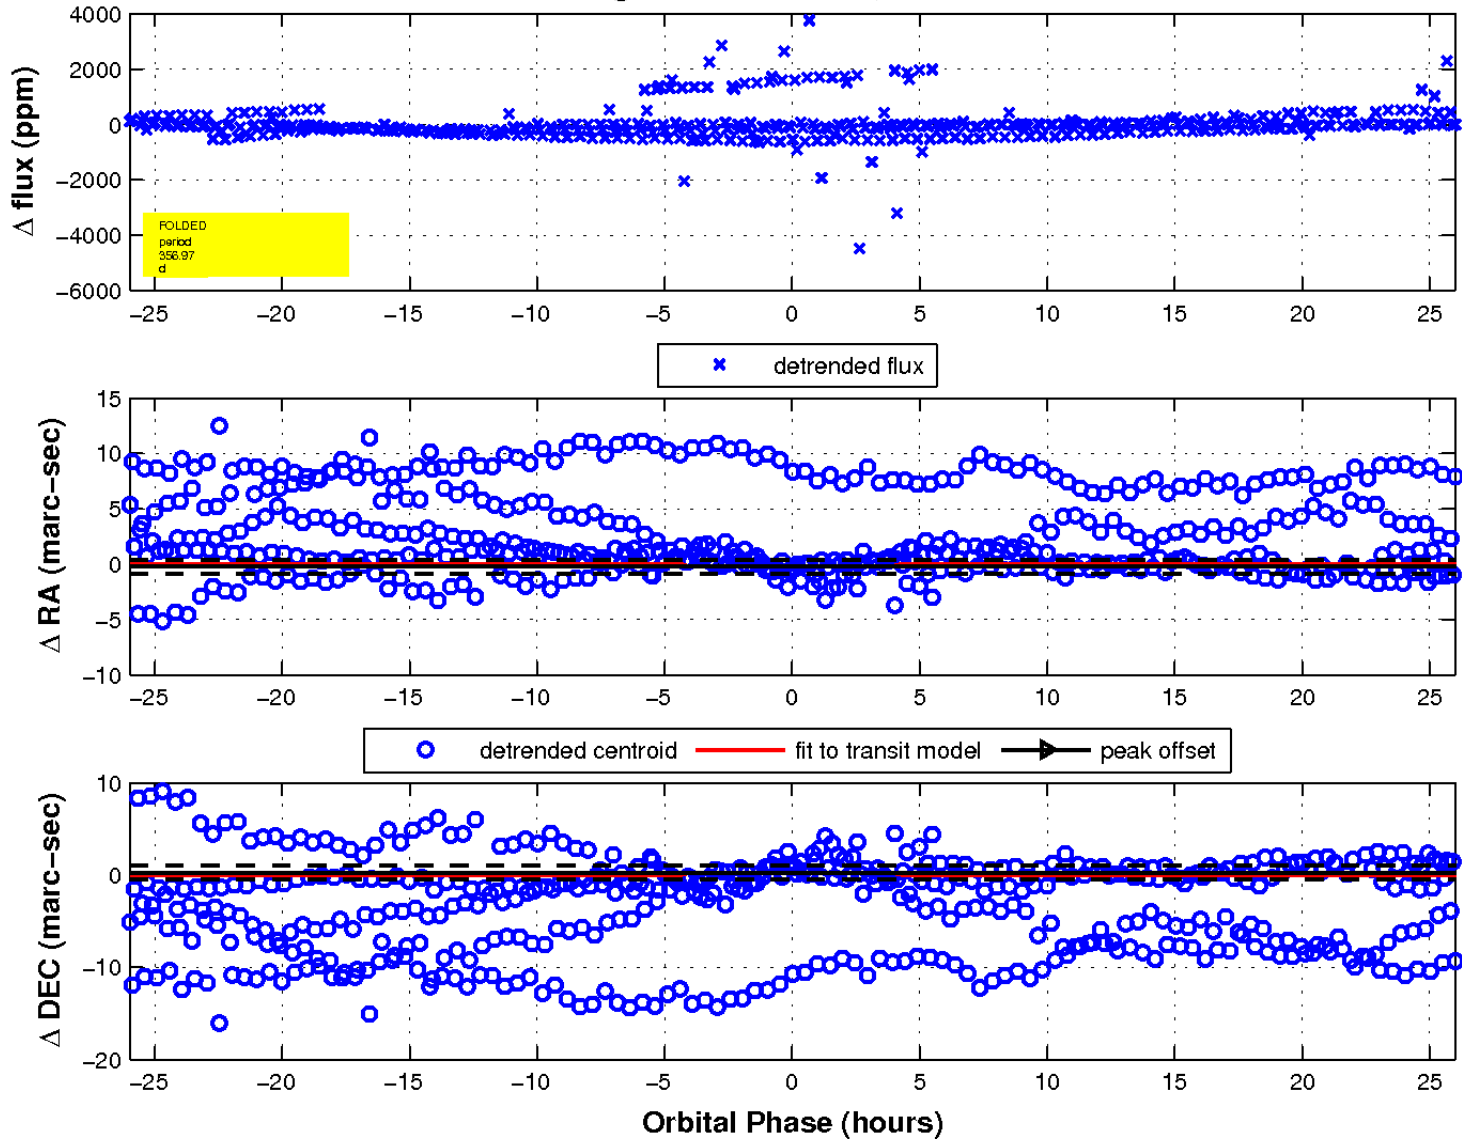 4000
2000
0
−2000
−4000
−6000
Δ flux (ppm)
FOLDED
period
356.97
d
−25 −20 −15 −10 −5 0 5 10 15 20 25
detrended flux
15
10
5
0
−5
−10
Δ RA (marc−sec)
−25 −20 −15 −10 −5 0 5 10 15 20 25
detrended centroid fit to transit model peak offset
10
0
−10
−20
Δ DEC (marc−sec)
−25 −20 −15 −10 −5 0 5 10 15 20 25
Orbital Phase (hours)